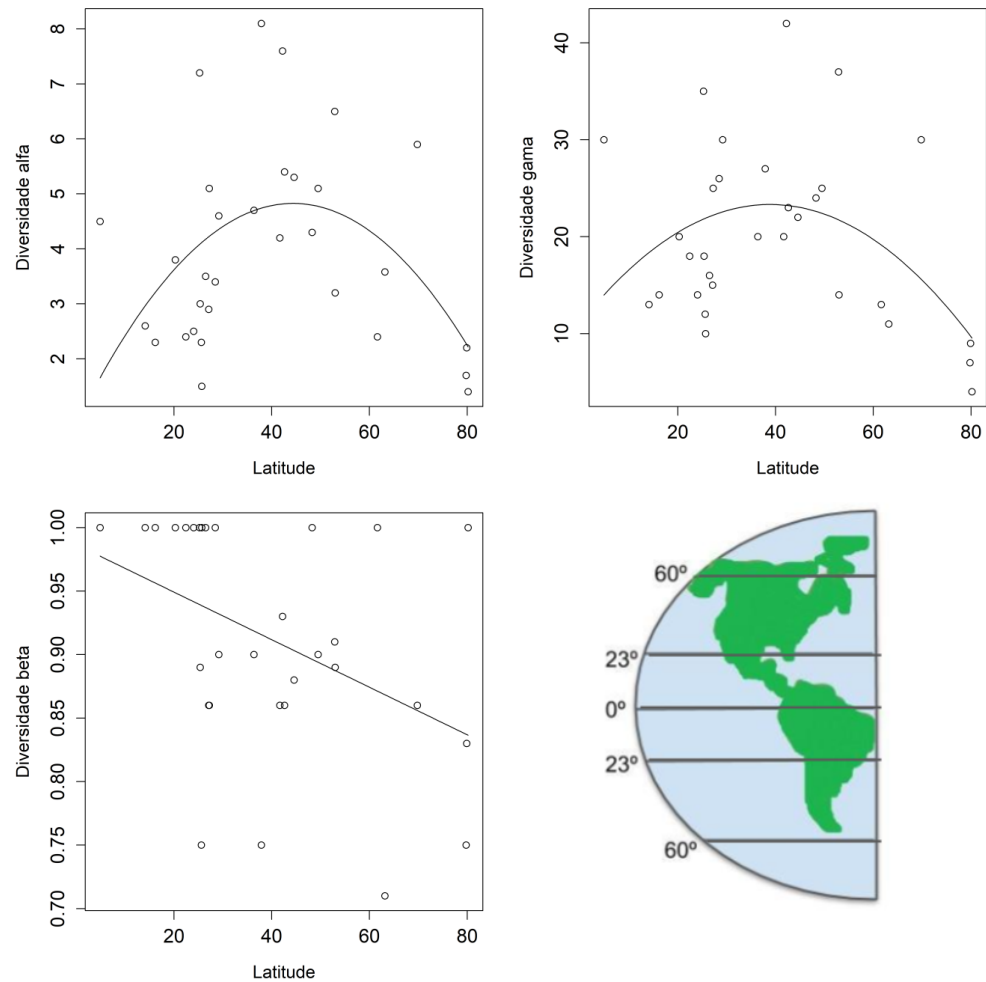 Diversidade alfa
8
7
6
5
4
3
2
20 40 60 80
Latitude
Diversidade gama
40
30
20
10
20 40 60 80
Latitude
Diversidade beta
1.00
0.95
0.90
0.85
0.80
0.75
0.70
20 40 60 80
Latitude
60º
23º
0º
23º
60º